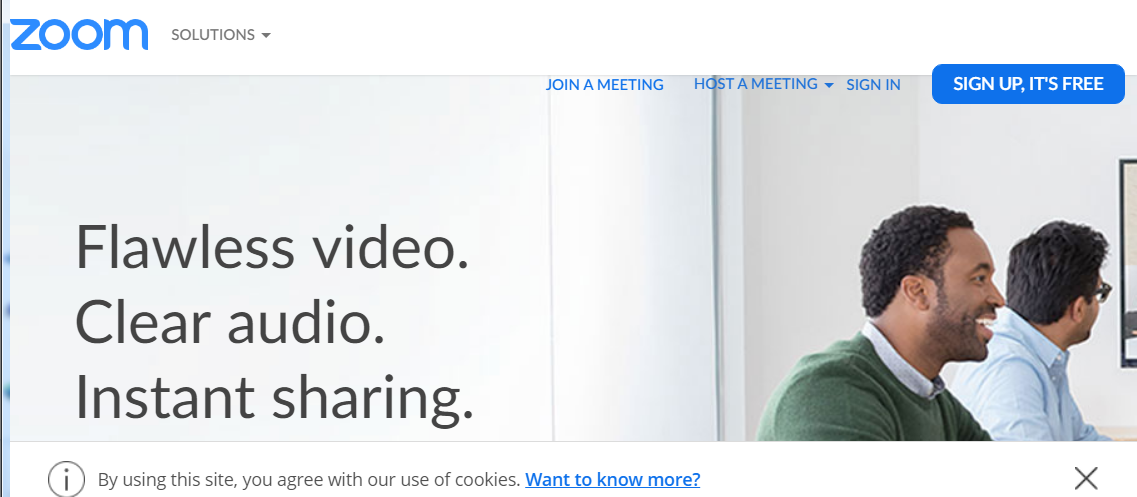 zoom
SOLUTIONS
JOIN A MEETING HOST A MEETING SIGN IN SIGN UP, IT'S FREE
Flawless video.
Clear audio.
Instant sharing.
By using this site, you agree with our use of cookies. Want to know more?